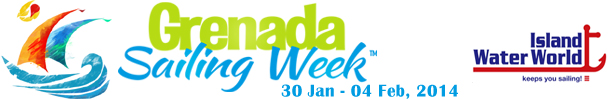 Grenada
Sailing Week™
30 Jan - 04 Feb, 2014
Island
Water World
keeps you sailing!